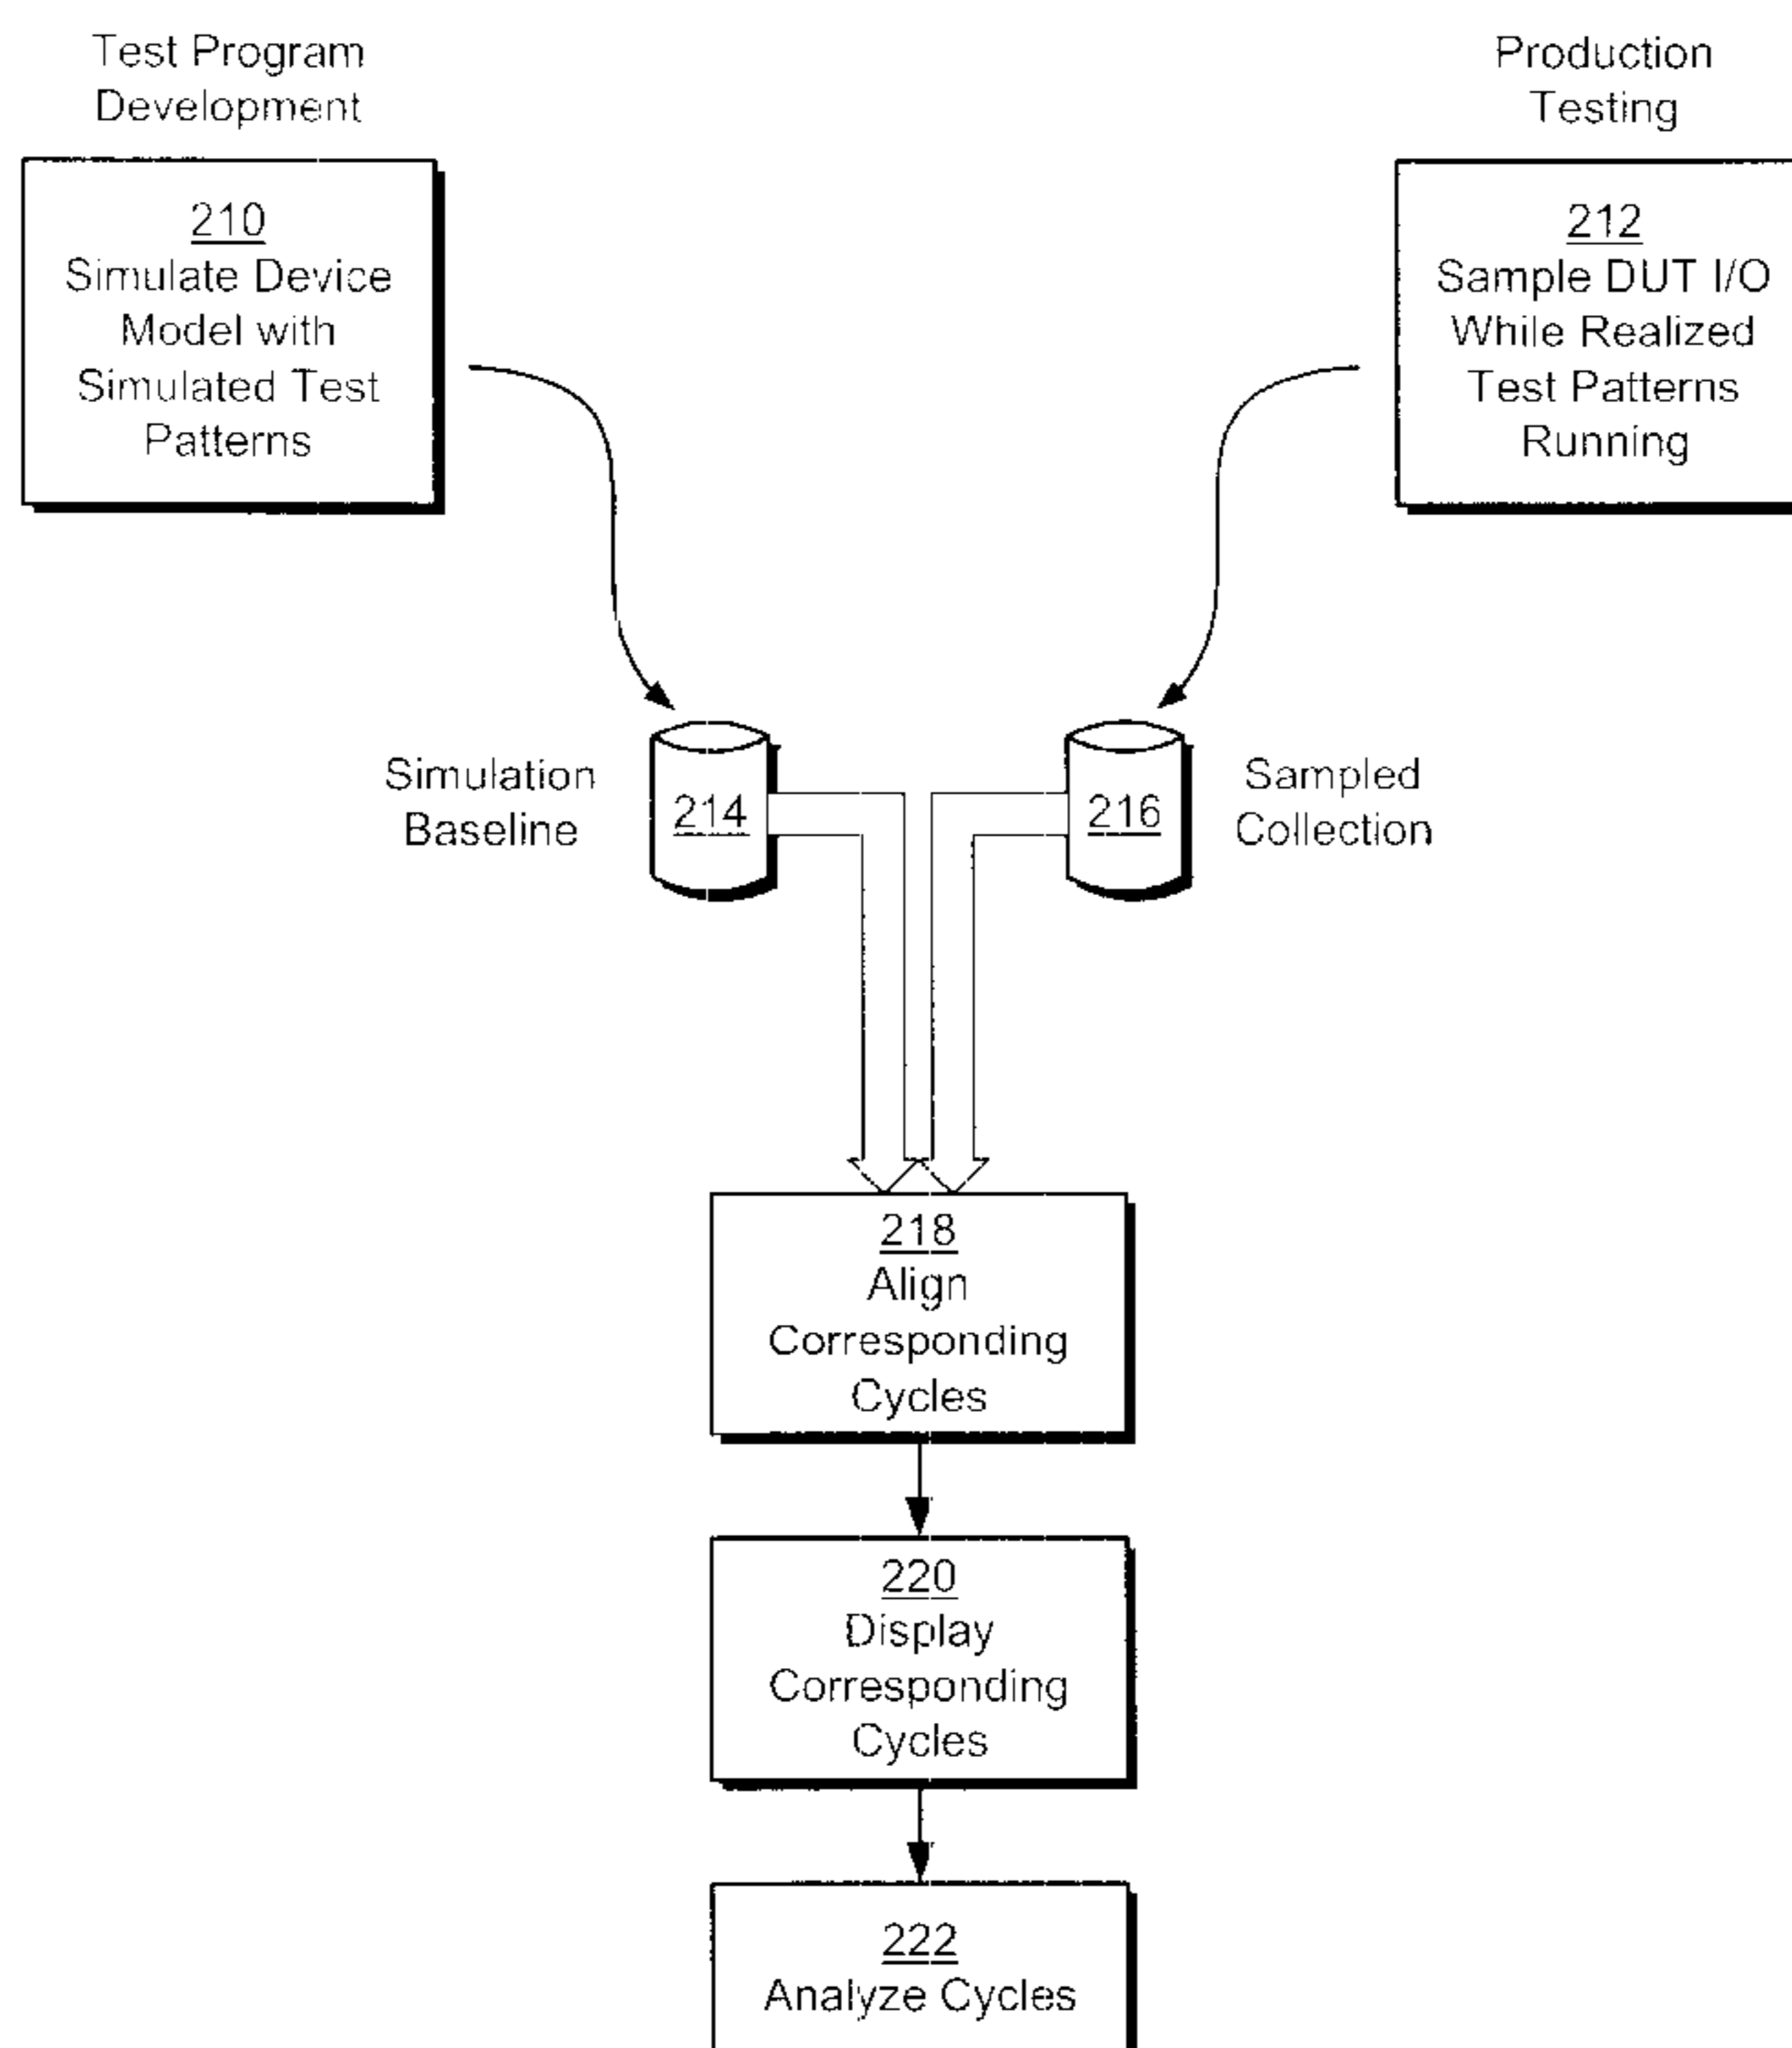 Test Program
Development
210
Simulate Device
Model with
Simulated Test
Patterns
Production
Testing
212
Sample DUT I/O
While Realized
Test Patterns
Running
Simulation
Baseline
214
216
Sampled
Collection
218
Align
Corresponding
Cycles
220
Display
Corresponding
Cycles
222
Analyze Cycles